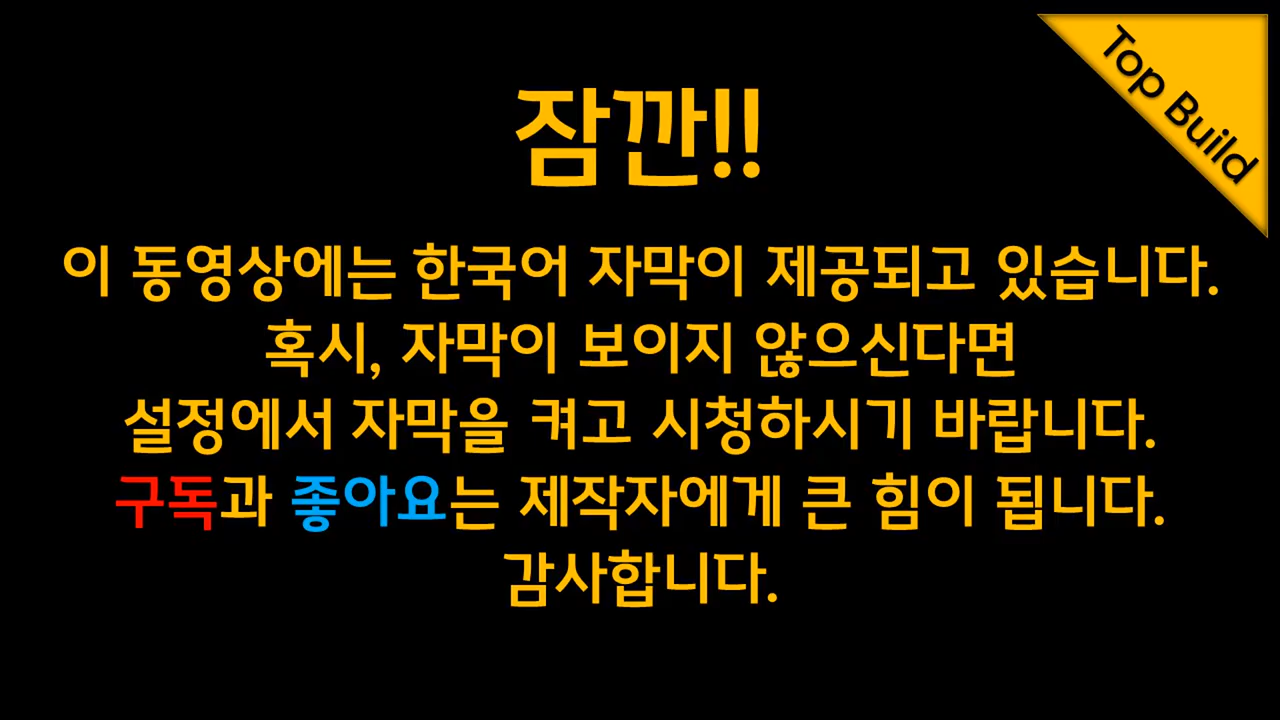 Top Build
잠깐!!
이 동영상에는 한국어 자막이 제공되고 있습니다.
혹시, 자막이 보이지 않으신다면
설정에서 자막을 켜고 시청하시기 바랍니다.
구독과 좋아요는 제작자에게 큰 힘이 됩니다.
감사합니다.